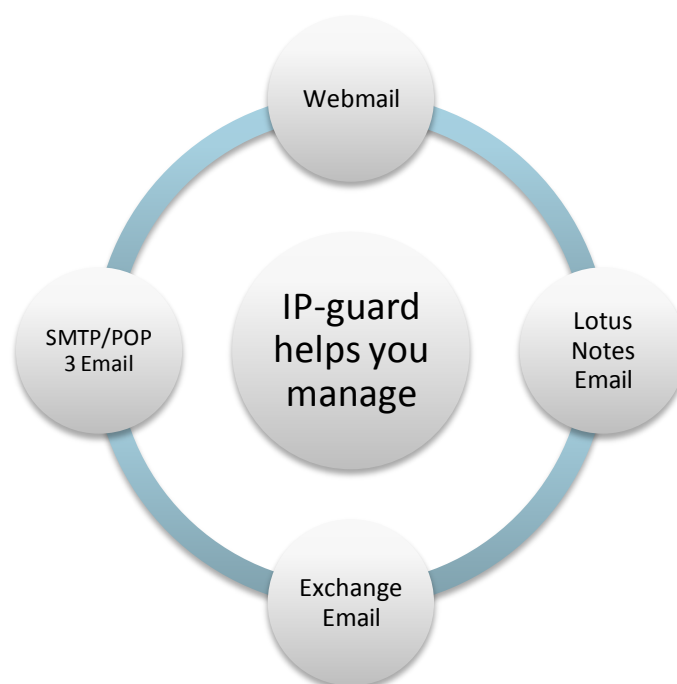 Webmail
IP-guard
helps you
manage
SMTP/POP
3 Email
Lotus
Notes
Email
Exchange
Email